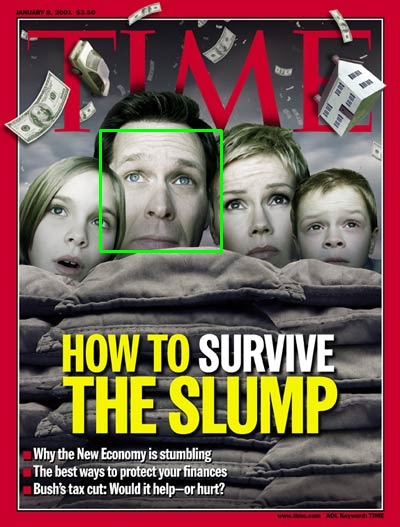 JANUARY 8, 2001 $3.50
TIME
HOW TO SURVIVE
THE SLUMP
Why the New Economy is stumbling
The best ways to protect your finances
Bush's tax cut: Would it help—or hurt?
www.time.com AOL Keyword: TIME